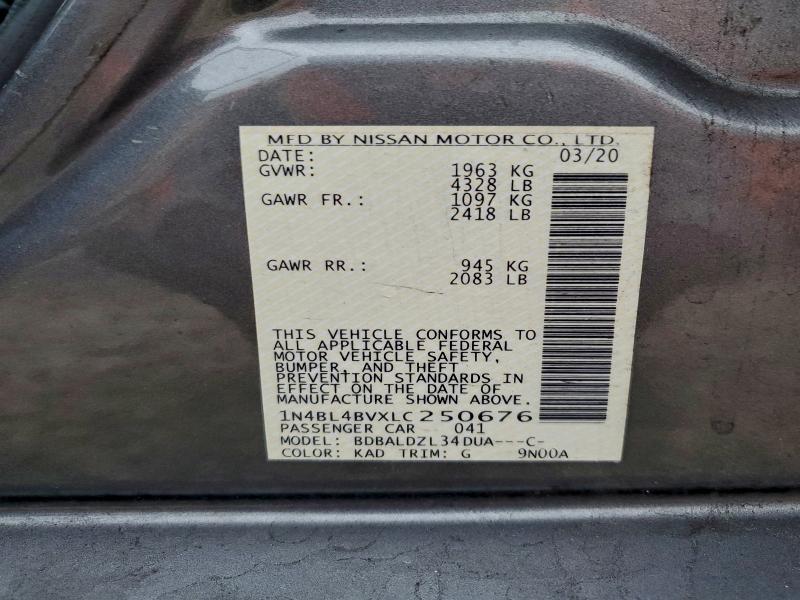 MFD BY NISSAN MOTOR CO., LTD.
DATE: 03/20
GVWR: 1963 KG
4328 LB
GAWR FR.: 1097 KG
2418 LB
GAWR RR.: 945 KG
2083 LB
THIS VEHICLE CONFORMS TO
ALL APPLICABLE FEDERAL
MOTOR VEHICLE SAFETY,
BUMPER, AND THEFT
PREVENTION STANDARDS IN
EFFECT ON THE DATE OF
MANUFACTURE SHOWN ABOVE.
1N4BL4BVXLC250676
PASSENGER CAR 041
MODEL: BDBALDZL34DUA---C-
COLOR: KAD TRIM: G 9N00A